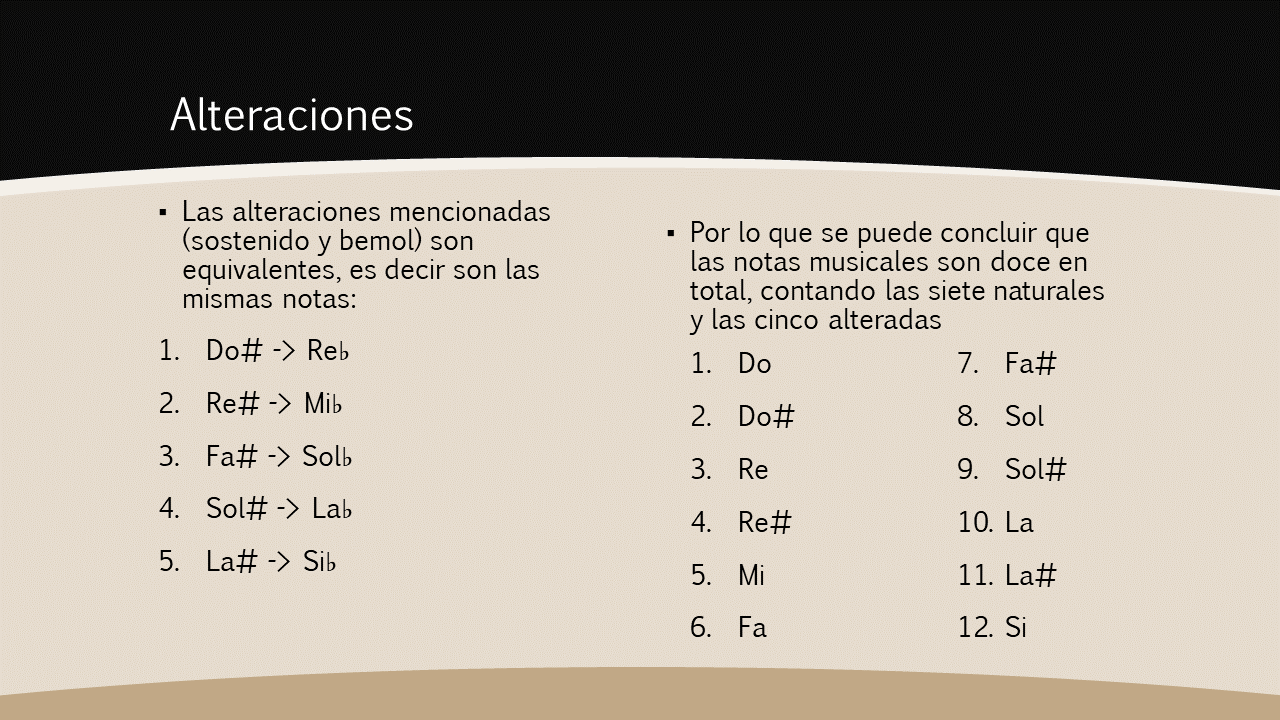 Alteraciones
▪ Las alteraciones mencionadas
(sostenido y bemol) son
equivalentes, es decir son las
mismas notas:
1. Do# -> Re♭
2. Re# -> Mi♭
3. Fa# -> Sol♭
4. Sol# -> La♭
5. La# -> Si♭
▪ Por lo que se puede concluir que
las notas musicales son doce en
total, contando las siete naturales
y las cinco alteradas
1. Do
2. Do#
3. Re
4. Re#
5. Mi
6. Fa
7. Fa#
8. Sol
9. Sol#
10. La
11. La#
12. Si